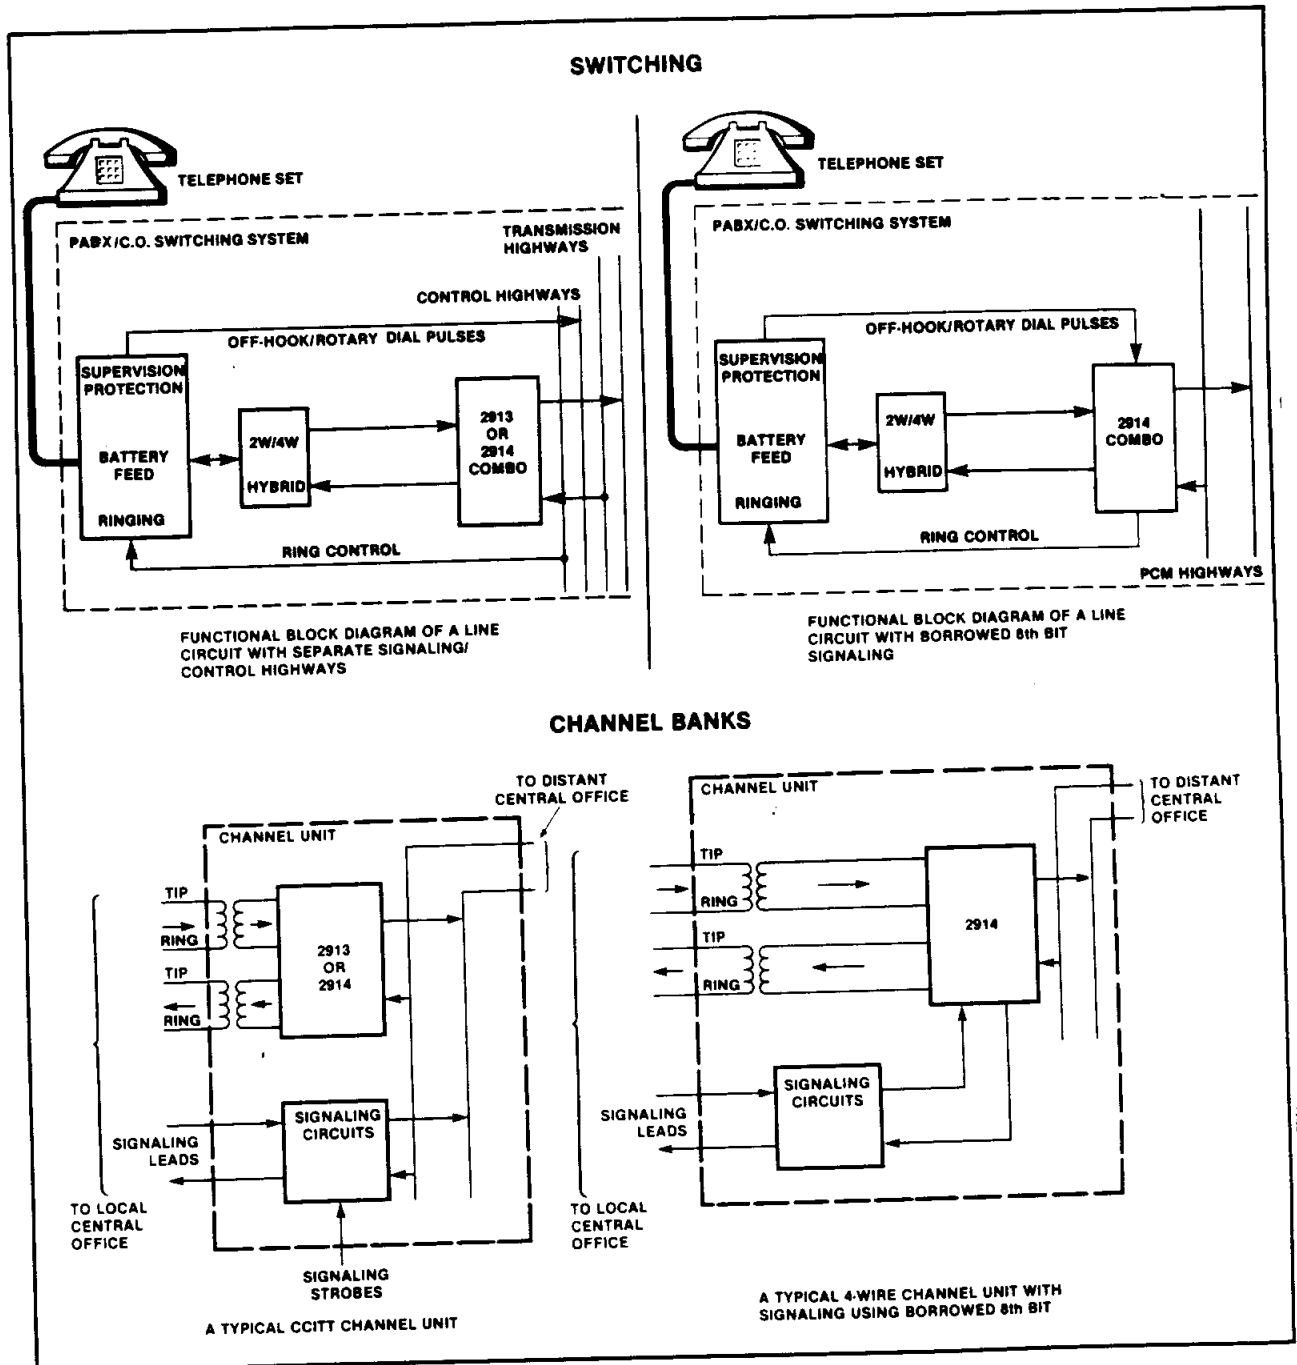 SWITCHING
TELEPHONE SET
PABX/C.O. SWITCHING SYSTEM
TRANSMISSION
HIGHWAYS
CONTROL HIGHWAYS
OFF-HOOK/ROTARY DIAL PULSES
SUPERVISION
PROTECTION
BATTERY
FEED
RINGING
2W/4W
HYBRID
2913
OR
2914
COMBO
RING CONTROL
FUNCTIONAL BLOCK DIAGRAM OF A LINE
CIRCUIT WITH SEPARATE SIGNALING/
CONTROL HIGHWAYS
TELEPHONE SET
PABX/C.O. SWITCHING SYSTEM
OFF-HOOK/ROTARY DIAL PULSES
SUPERVISION
PROTECTION
BATTERY
FEED
RINGING
2W/4W
HYBRID
2914
COMBO
RING CONTROL
PCM HIGHWAYS
FUNCTIONAL BLOCK DIAGRAM OF A LINE
CIRCUIT WITH BORROWED 8th BIT
SIGNALING
CHANNEL BANKS
TO DISTANT
CENTRAL OFFICE
CHANNEL UNIT
TIP
RING
TIP
RING
2913
OR
2914
SIGNALING
CIRCUITS
SIGNALING
LEADS
TO LOCAL
CENTRAL
OFFICE
SIGNALING
STROBES
A TYPICAL CCITT CHANNEL UNIT
CHANNEL UNIT
TO DISTANT
CENTRAL
OFFICE
TIP
RING
TIP
RING
2914
SIGNALING
CIRCUITS
SIGNALING
LEADS
TO LOCAL
CENTRAL
OFFICE
A TYPICAL 4-WIRE CHANNEL UNIT WITH
SIGNALING USING BORROWED 8th BIT